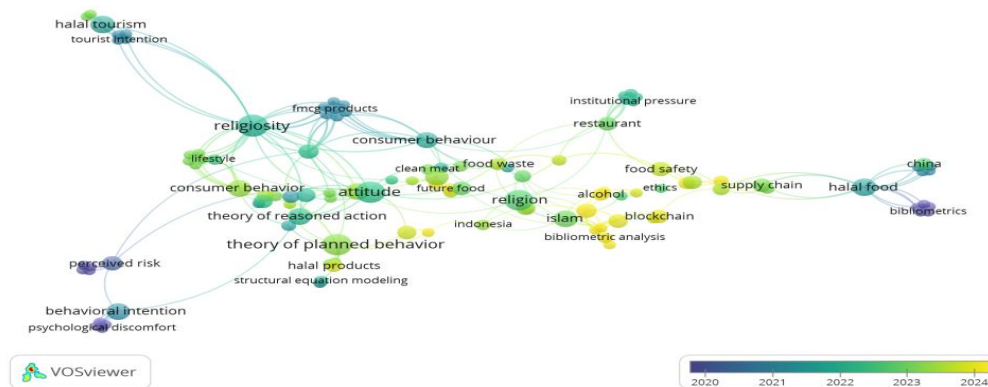 halal tourism
tourist intention
fmcg products
institutional pressure
religiosity
restaurant
consumer behaviour
lifestyle
clean meat
food waste
food safety
china
consumer behavior
attitude
future food
alcohol
ethics
supply chain
halal food
religion
theory of reasoned action
islam
blockchain
bibliometrics
indonesia
bibliometric analysis
theory of planned behavior
perceived risk
halal products
structural equation modeling
behavioral intention
psychological discomfort
VOSviewer
2020 2021 2022 2023 2024